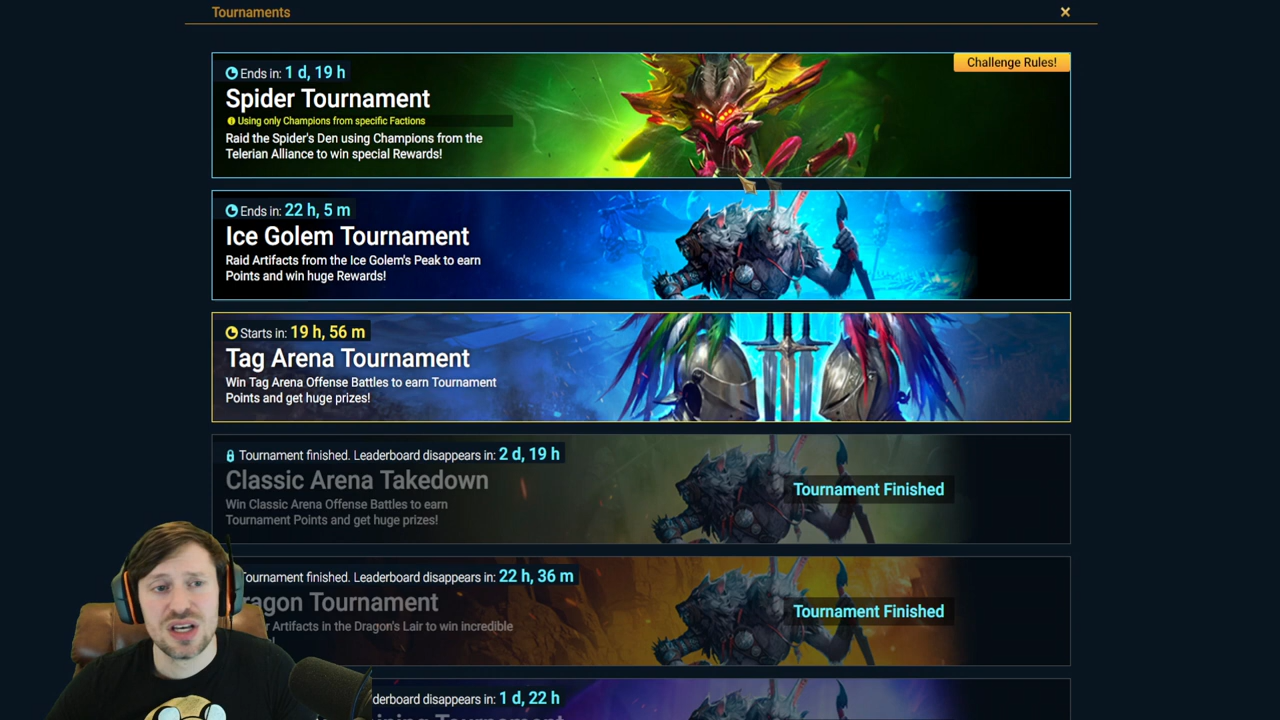 Tournaments
Challenge Rules!
Ends in: 1 d, 19 h
Spider Tournament
Using only Champions from specific Factions
Raid the Spider's Den using Champions from the
Telerian Alliance to win special Rewards!
Ends in: 22 h, 5 m
Ice Golem Tournament
Raid Artifacts from the Ice Golem's Peak to earn
Points and win huge Rewards!
Starts in: 19 h, 56 m
Tag Arena Tournament
Win Tag Arena Offense Battles to earn Tournament
Points and get huge prizes!
Tournament finished. Leaderboard disappears in: 2 d, 19 h
Classic Arena Takedown
Win Classic Arena Offense Battles to earn
Tournament Points and get huge prizes!
Tournament Finished
Tournament finished. Leaderboard disappears in: 22 h, 36 m
Dragon Tournament
Artifacts in the Dragon's Lair to win incredible
Tournament Finished
disappears in: 1 d, 22 h
Tournament